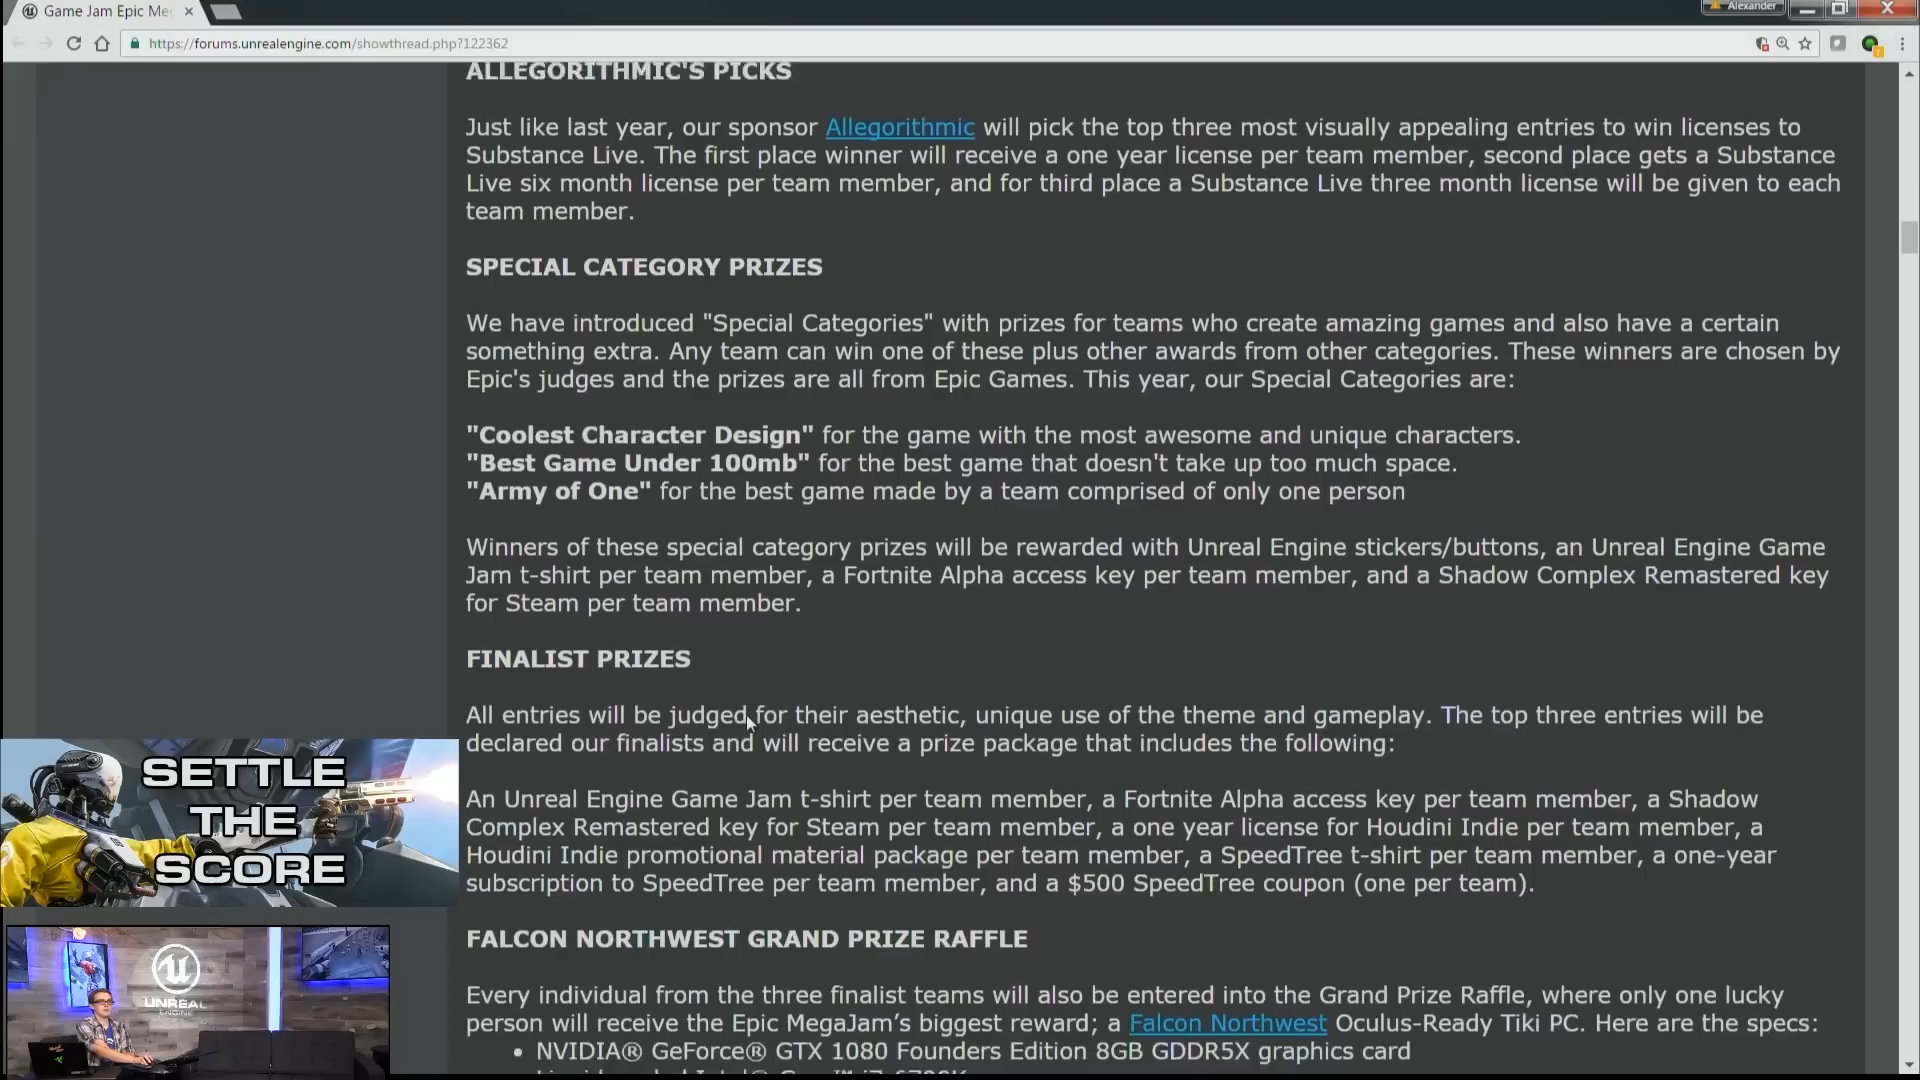 Game Jam Epic Me
Alexander
https://forums.unrealengine.com/showthread.php?122362
ALLEGORITHMIC'S PICKS
Just like last year, our sponsor Allegorithmic will pick the top three most visually appealing entries to win licenses to
Substance Live. The first place winner will receive a one year license per team member, second place gets a Substance
Live six month license per team member, and for third place a Substance Live three month license will be given to each
team member.
SPECIAL CATEGORY PRIZES
We have introduced "Special Categories" with prizes for teams who create amazing games and also have a certain
something extra. Any team can win one of these plus other awards from other categories. These winners are chosen by
Epic's judges and the prizes are all from Epic Games. This year, our Special Categories are:
"Coolest Character Design" for the game with the most awesome and unique characters.
"Best Game Under 100mb" for the best game that doesn't take up too much space.
"Army of One" for the best game made by a team comprised of only one person
Winners of these special category prizes will be rewarded with Unreal Engine stickers/buttons, an Unreal Engine Game
Jam t-shirt per team member, a Fortnite Alpha access key per team member, and a Shadow Complex Remastered key
for Steam per team member.
FINALIST PRIZES
All entries will be judged for their aesthetic, unique use of the theme and gameplay. The top three entries will be
declared our finalists and will receive a prize package that includes the following:
An Unreal Engine Game Jam t-shirt per team member, a Fortnite Alpha access key per team member, a Shadow
Complex Remastered key for Steam per team member, a one year license for Houdini Indie per team member, a
Houdini Indie promotional material package per team member, a SpeedTree t-shirt per team member, a one-year
subscription to SpeedTree per team member, and a $500 SpeedTree coupon (one per team).
FALCON NORTHWEST GRAND PRIZE RAFFLE
Every individual from the three finalist teams will also be entered into the Grand Prize Raffle, where only one lucky
person will receive the Epic MegaJam’s biggest reward; a Falcon Northwest Oculus-Ready Tiki PC. Here are the specs:
• NVIDIA® GeForce® GTX 1080 Founders Edition 8GB GDDR5X graphics card
SETTLE
THE
SCORE
UNREAL
ENGINE